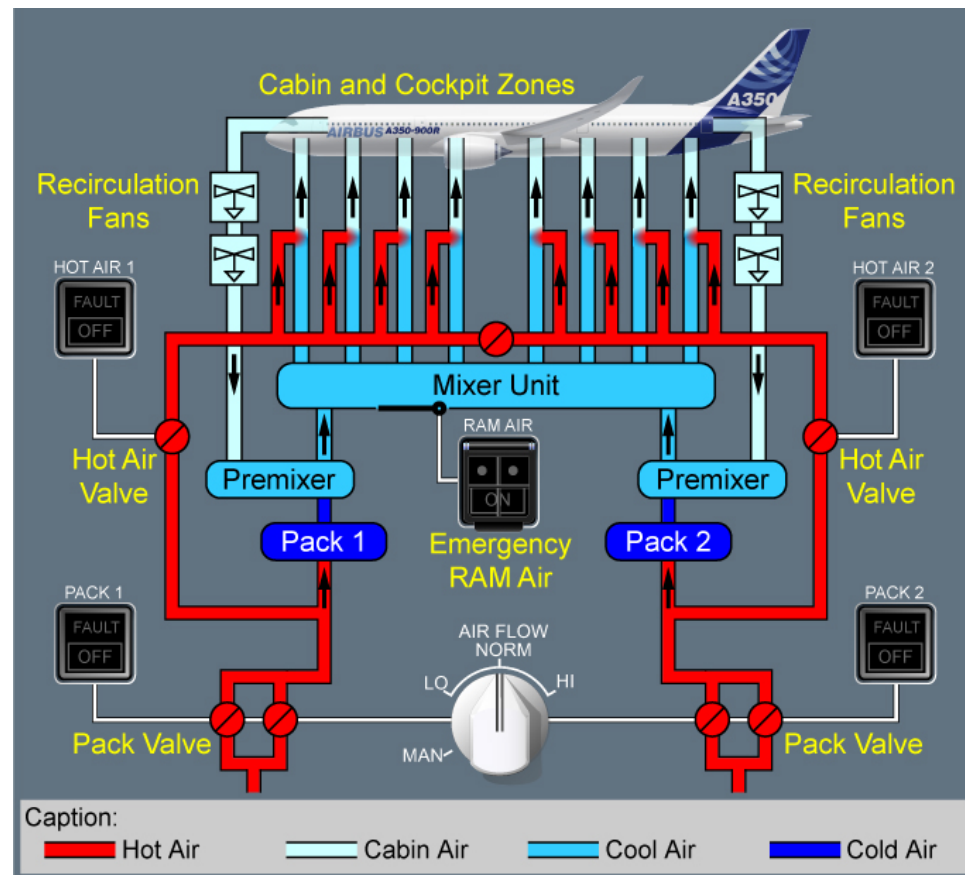 Cabin and Cockpit Zones
A350
AIRBUS A350-900R
Recirculation
Fans
Recirculation
Fans
HOT AIR 1
FAULT
OFF
HOT AIR 2
FAULT
OFF
Mixer Unit
RAM AIR
ON
Hot Air
Valve
Hot Air
Valve
Premixer
Premixer
Pack 1
Emergency
RAM Air
Pack 2
PACK 1
FAULT
OFF
AIR FLOW
NORM
LO
HI
MAN
PACK 2
FAULT
OFF
Pack Valve
Pack Valve
Caption:
Hot Air
Cabin Air
Cool Air
Cold Air